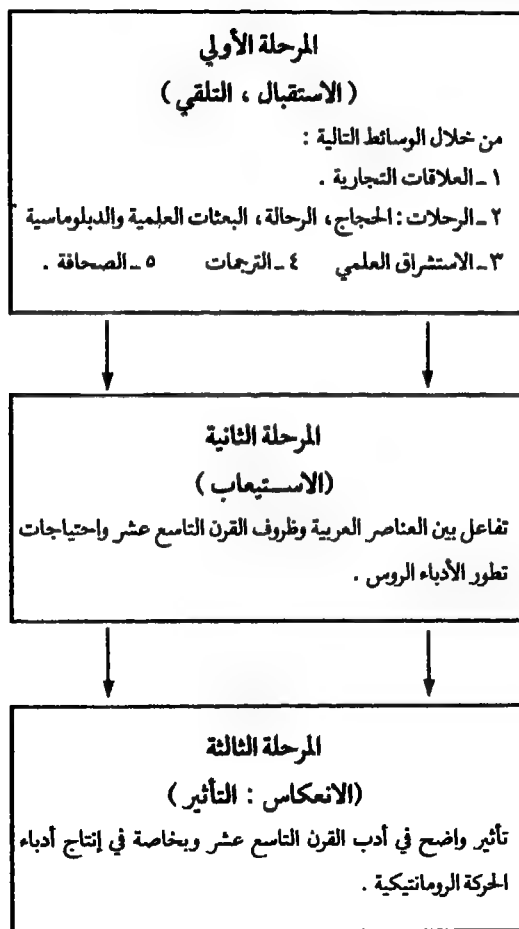 المرحلة الأولي
( الاستقبال ، التلقي )
من خلال الوسائط التالية :
١ ـ العلاقات التجارية .
٢ ـ الرحلات : الحجاج ، الرحالة ، البعثات العلمية والدبلوماسية
٣ ـ الاستشراق العلمي ٤ ـ الترجمات ٥ ـ الصحافة .
المرحلة الثانية
(الاســتيعاب )
تفاعل بين العناصر العربية وظروف القرن التاسع عشر واحتياجات
تطور الأدباء الروس .
المرحلة الثالثة
(الانعكاس : التأثير )
تأثير واضح في أدب القرن التاسع عشر وبخاصة في إنتاج أدباء
الحركة الرومانتيكية .